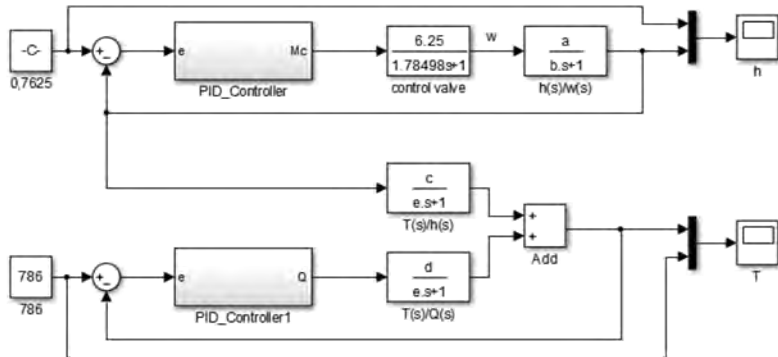 -C-
0,7625
e
Mc
PID_Controller
6.25
1.78498s+1
control valve
w
a
b.s+1
h(s)/w(s)
h
c
e.s+1
T(s)/h(s)
+
+
Add
786
786
e
Q
PID_Controller1
d
e.s+1
T(s)/Q(s)
T